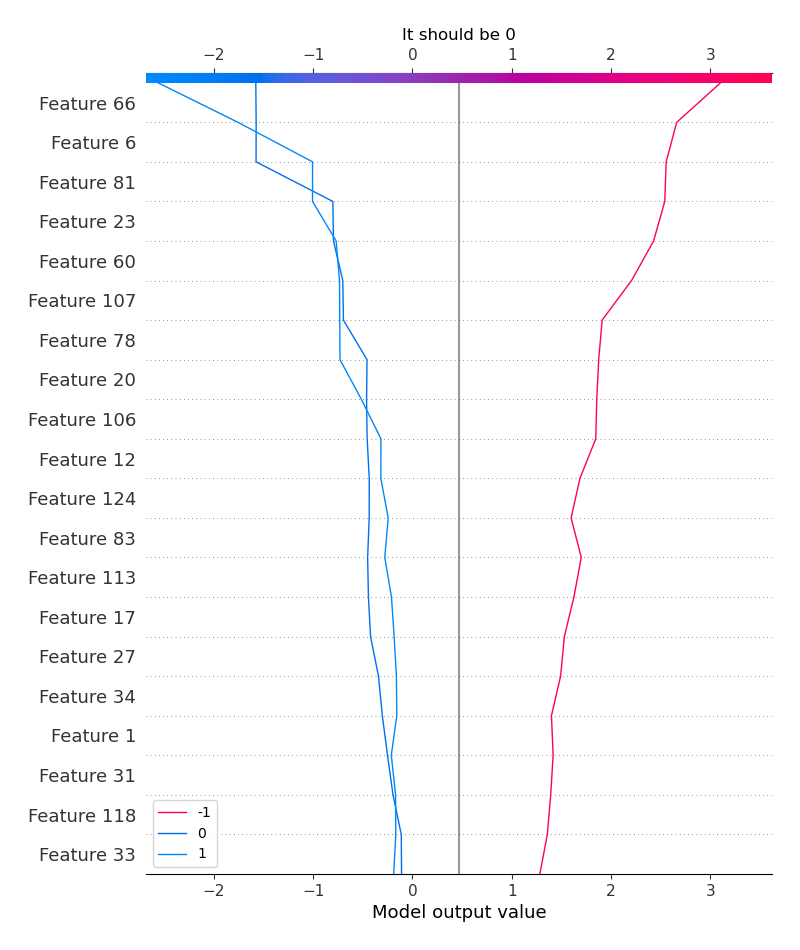 It should be 0
−2 −1 0 1 2 3
Feature 66
Feature 6
Feature 81
Feature 23
Feature 60
Feature 107
Feature 78
Feature 20
Feature 106
Feature 12
Feature 124
Feature 83
Feature 113
Feature 17
Feature 27
Feature 34
Feature 1
Feature 31
Feature 118
Feature 33
-1
0
1
−2 −1 0 1 2 3
Model output value